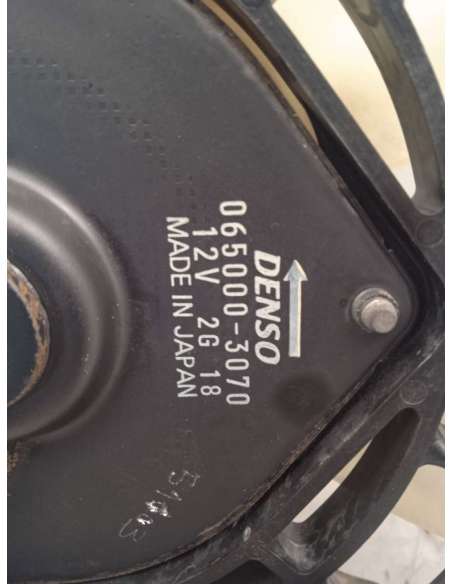 DENSO
065000-3070
12V 2G 18
MADE IN JAPAN